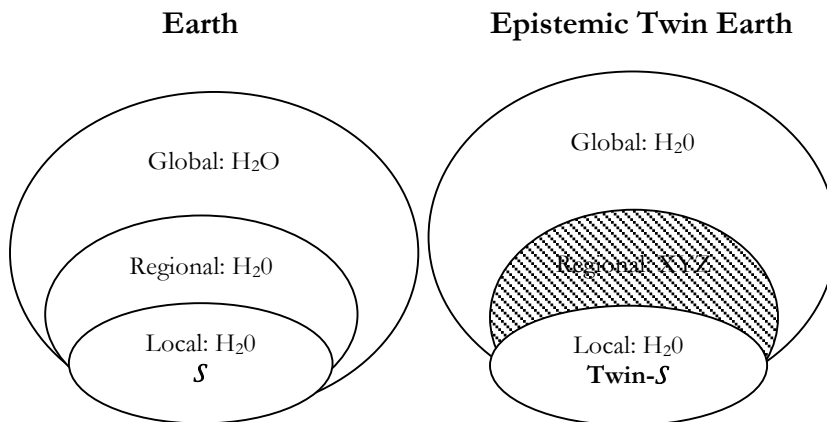 Earth
Epistemic Twin Earth
Global: H₂O
Global: H₂0
Regional: H₂0
Regional: XYZ
Local: H₂0
S
Local: H₂0
Twin-S